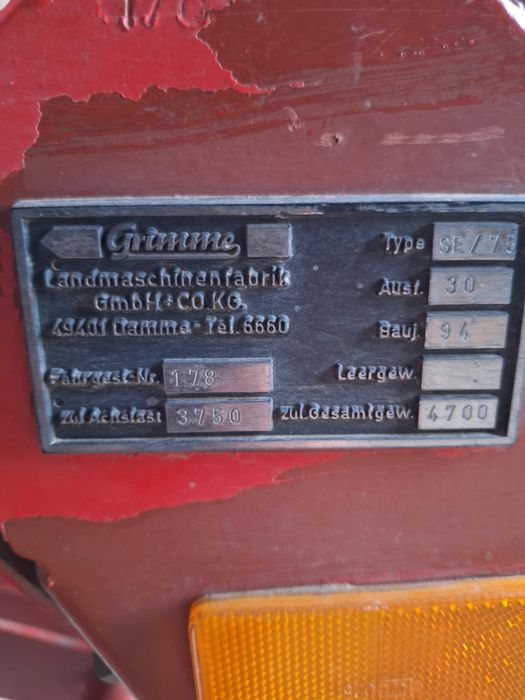 170
Grimme
Landmaschinenfabrik
GmbH & CO. KG.
49401 Damme - Tel. 6660
Type SE/75
Ausf. 30
Bauj. 94
Fahrgest.-Nr. 178
Leergew.
zul. Achslast 3750
zul. Gesamtgew. 4700